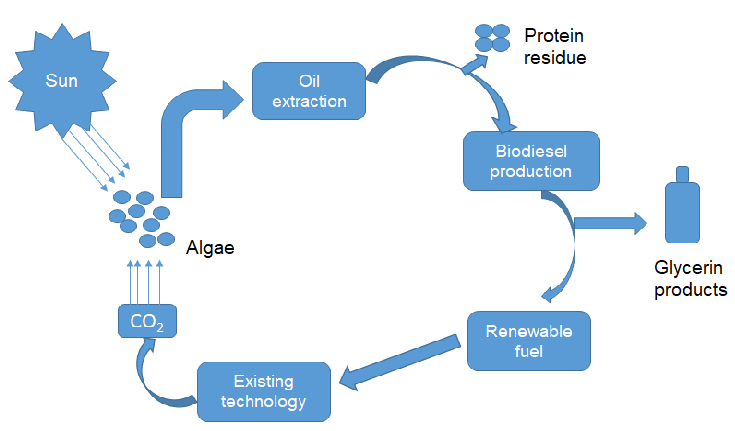 Sun
Oil
extraction
Protein
residue
Biodiesel
production
Algae
Glycerin
products
CO₂
Renewable
fuel
Existing
technology